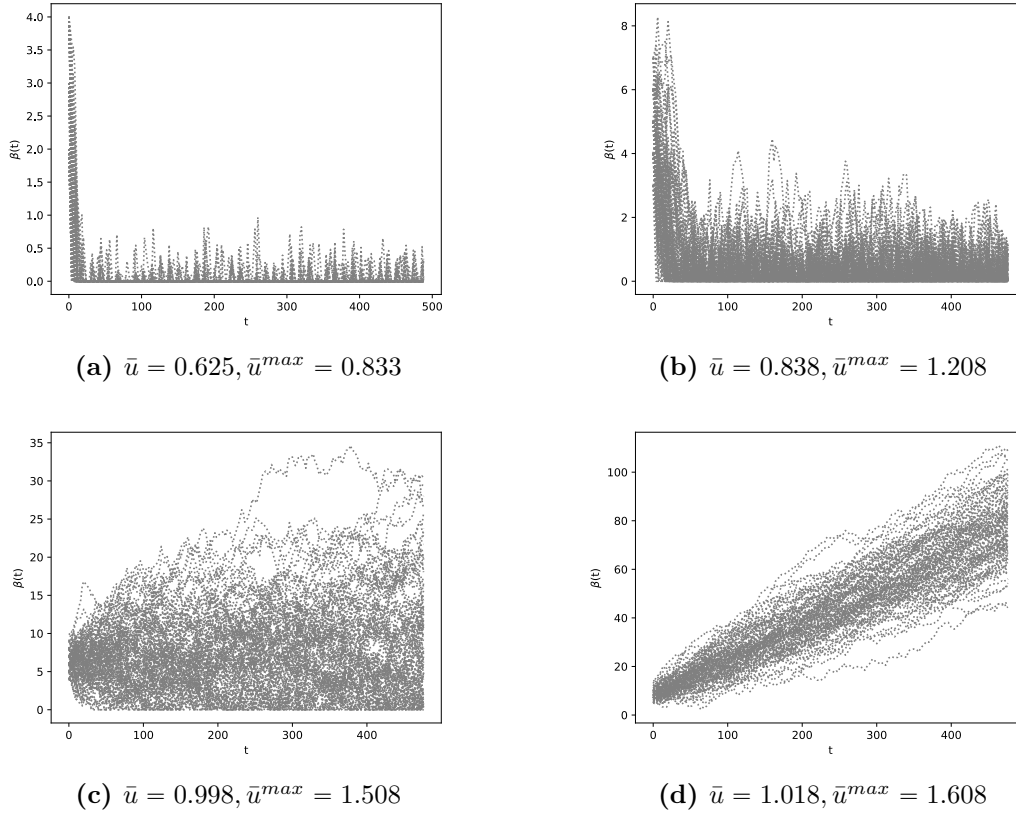 4.0
3.5
3.0
2.5
2.0
1.5
1.0
0.5
0.0
β(t)
0 100 200 300 400 500
t
(a) ū = 0.625, ū^{max} = 0.833
8
6
4
2
0
β(t)
0 100 200 300 400
t
(b) ū = 0.838, ū^{max} = 1.208
35
30
25
20
15
10
5
0
β(t)
0 100 200 300 400
t
(c) ū = 0.998, ū^{max} = 1.508
100
80
60
40
20
0
β(t)
0 100 200 300 400
t
(d) ū = 1.018, ū^{max} = 1.608